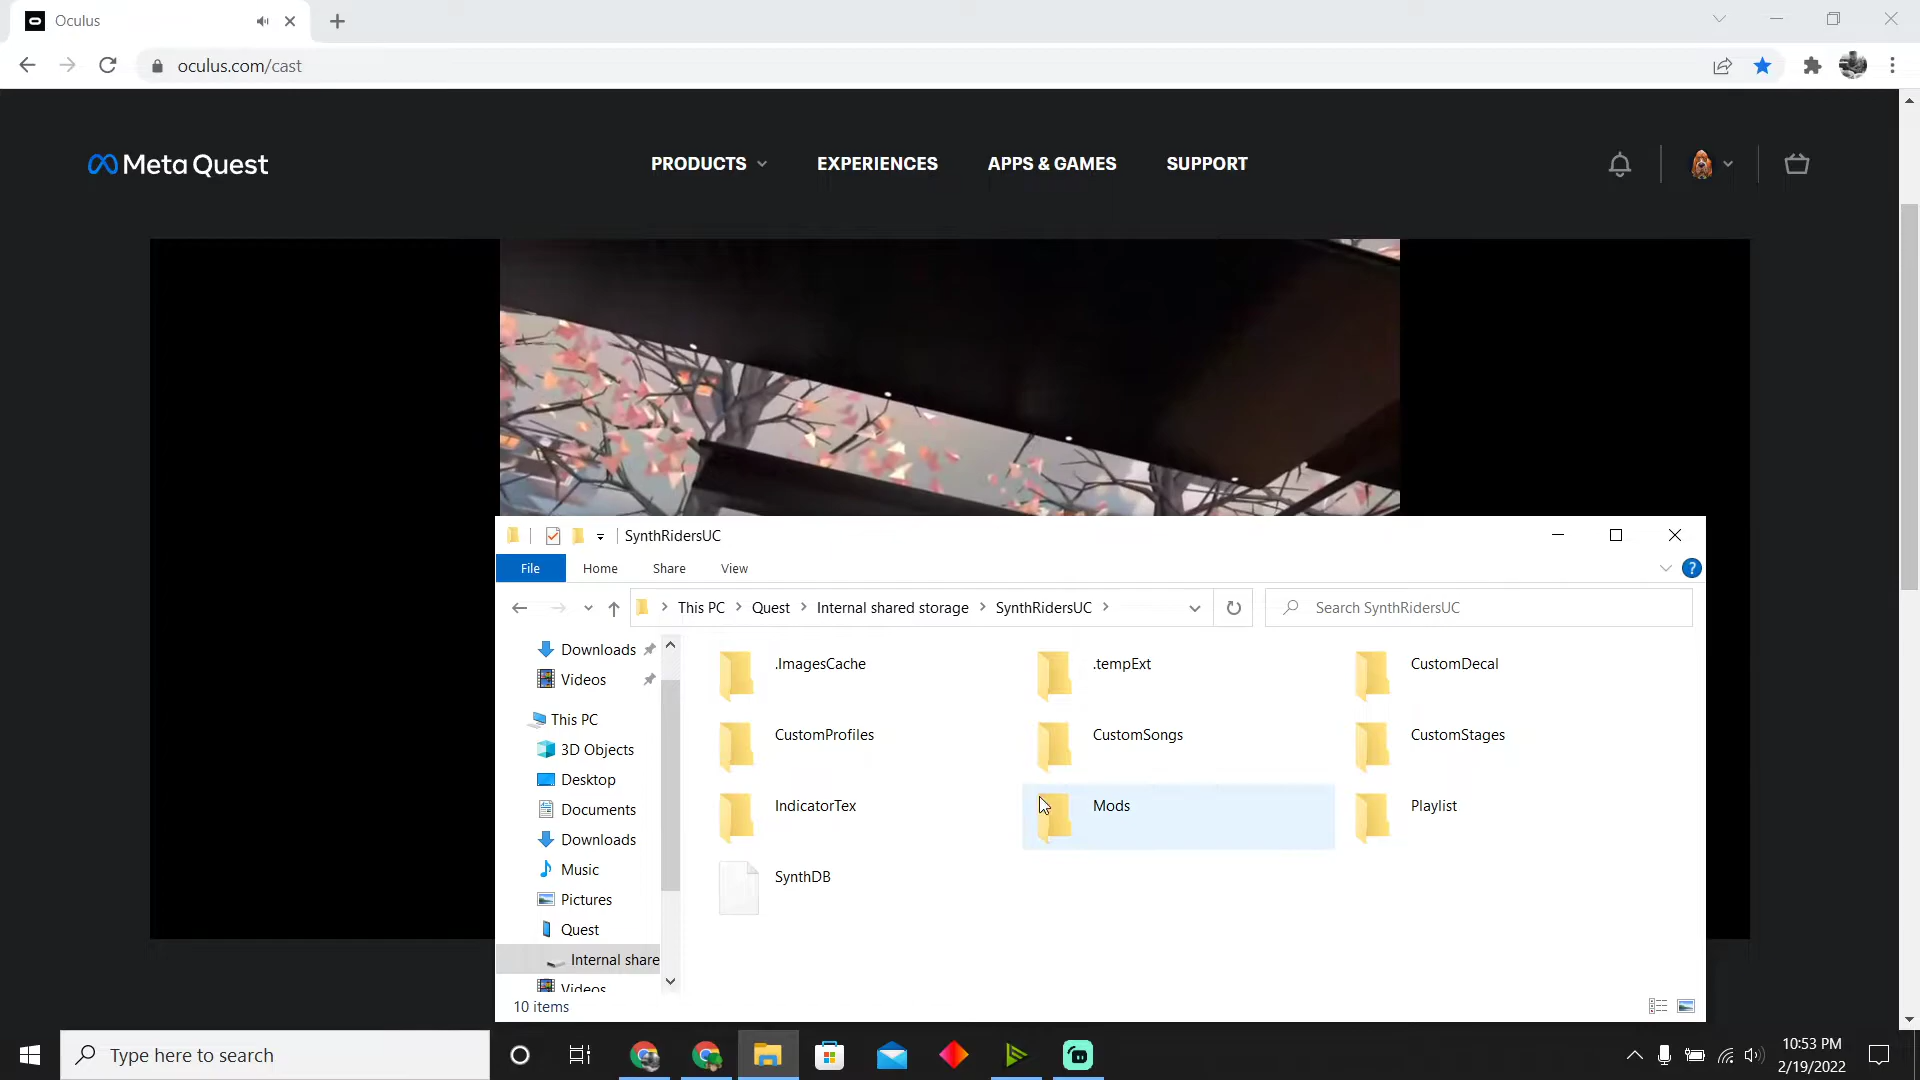 Oculus
oculus.com/cast
Meta Quest
PRODUCTS
EXPERIENCES
APPS & GAMES
SUPPORT
SynthRidersUC
File
Home
Share
View
This PC
Quest
Internal shared storage
SynthRidersUC
Search SynthRidersUC
Downloads
Videos
This PC
3D Objects
Desktop
Documents
Downloads
Music
Pictures
Quest
Internal share
Videos
.ImagesCache
.tempExt
CustomDecal
CustomProfiles
CustomSongs
CustomStages
IndicatorTex
Mods
Playlist
SynthDB
10 items
Type here to search
10:53 PM
2/19/2022